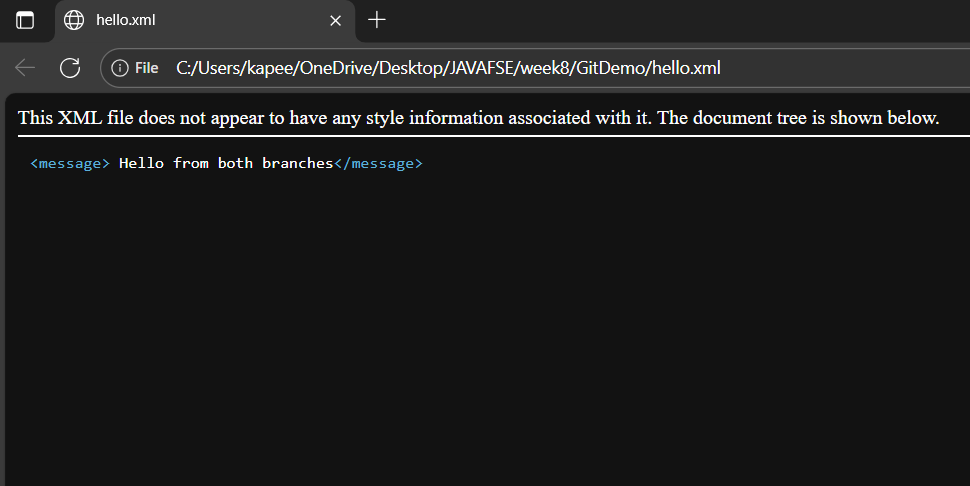 hello.xml
File C:/Users/kapee/OneDrive/Desktop/JAVAFSE/week8/GitDemo/hello.xml
This XML file does not appear to have any style information associated with it. The document tree is shown below.
<message> Hello from both branches</message>